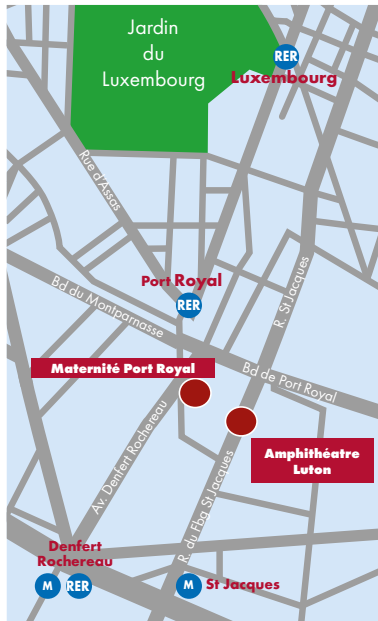 Jardin
du
Luxembourg
RER
Luxembourg
Rue d'Assas
Port Royal
RER
R. St Jacques
Bd du Montparnasse
Maternité Port Royal
Bd de Port Royal
Av. Denfert Rochereau
Amphithéatre
Luton
R. du Fbg St Jacques
Denfert
Rochereau
M
RER
M
St Jacques